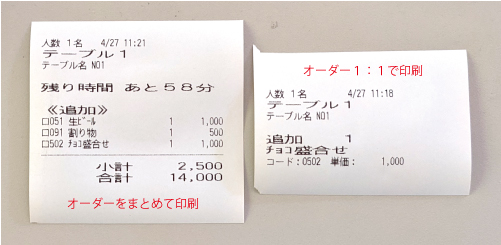 人数 1名 4/27 11:21
テーブル1
テーブル名 NO1
残り時間 あと58分
≪追加≫
□051 生ﾋﾞｰﾙ 1 1,000
□091 割り物 1 500
□502 ﾁｮｺ盛合せ 1 1,000
小計 2,500
合計 14,000
オーダーをまとめて印刷
オーダー1：1で印刷
人数 1名 4/27 11:18
テーブル1
テーブル名 NO1
追加 1
ﾁｮｺ盛合せ
コード:0502 単価: 1,000